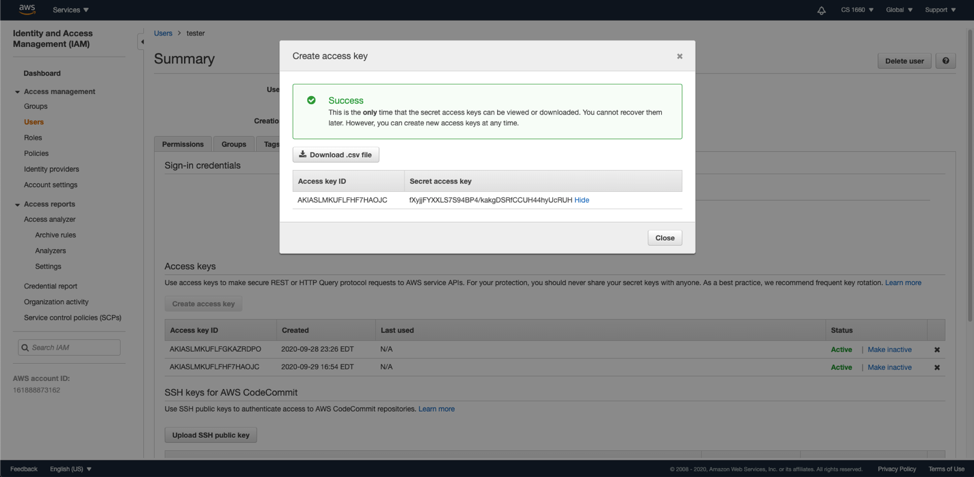 aws Services CS 1660 Global Support
Identity and Access
Management (IAM)
Dashboard
Access management
Groups
Users
Roles
Policies
Identity providers
Account settings
Access reports
Access analyzer
Archive rules
Analyzers
Settings
Credential report
Organization activity
Service control policies (SCPs)
Search IAM
AWS account ID:
161888873162
Users > tester
Summary
Delete user
Use
Creatio
Permissions Groups Tags
Sign-in credentials
Create access key
Success
This is the only time that the secret access keys can be viewed or downloaded. You cannot recover them
later. However, you can create new access keys at any time.
Download .csv file
Access key ID Secret access key
AKIASLMKUFLFHF7HAOJC fXyjjFYXXLS7S94BP4/kakgDSRfCCUH44hyUcRUH Hide
Close
Access keys
Use access keys to make secure REST or HTTP Query protocol requests to AWS service APIs. For your protection, you should never share your secret keys with anyone. As a best practice, we recommend frequent key rotation. Learn more
Create access key
Access key ID Created Last used Status
AKIASLMKUFLFGKAZRDPO 2020-09-28 23:26 EDT N/A Active | Make inactive
AKIASLMKUFLFHF7HAOJC 2020-09-29 16:54 EDT N/A Active | Make inactive
SSH keys for AWS CodeCommit
Use SSH public keys to authenticate access to AWS CodeCommit repositories. Learn more
Upload SSH public key
Feedback English (US) © 2008 - 2020, Amazon Web Services, Inc. or its affiliates. All rights reserved. Privacy Policy Terms of Use